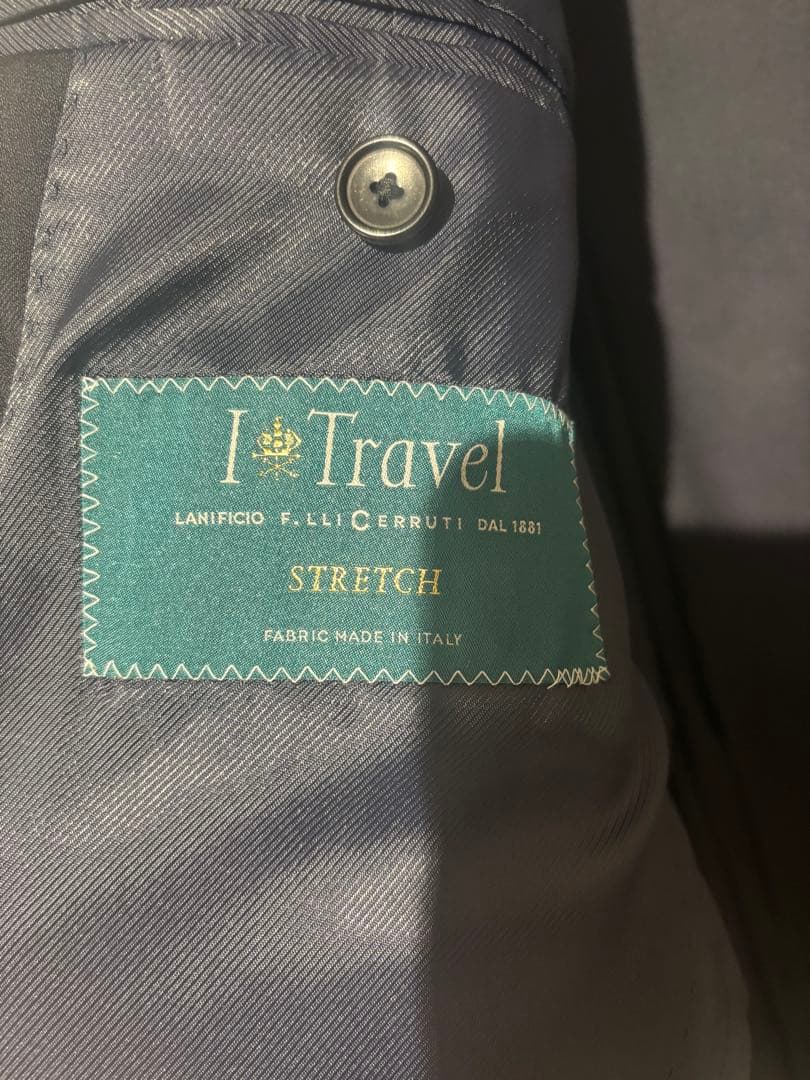 I Travel
LANIFICIO F.LLI CERRUTI DAL 1881
STRETCH
FABRIC MADE IN ITALY